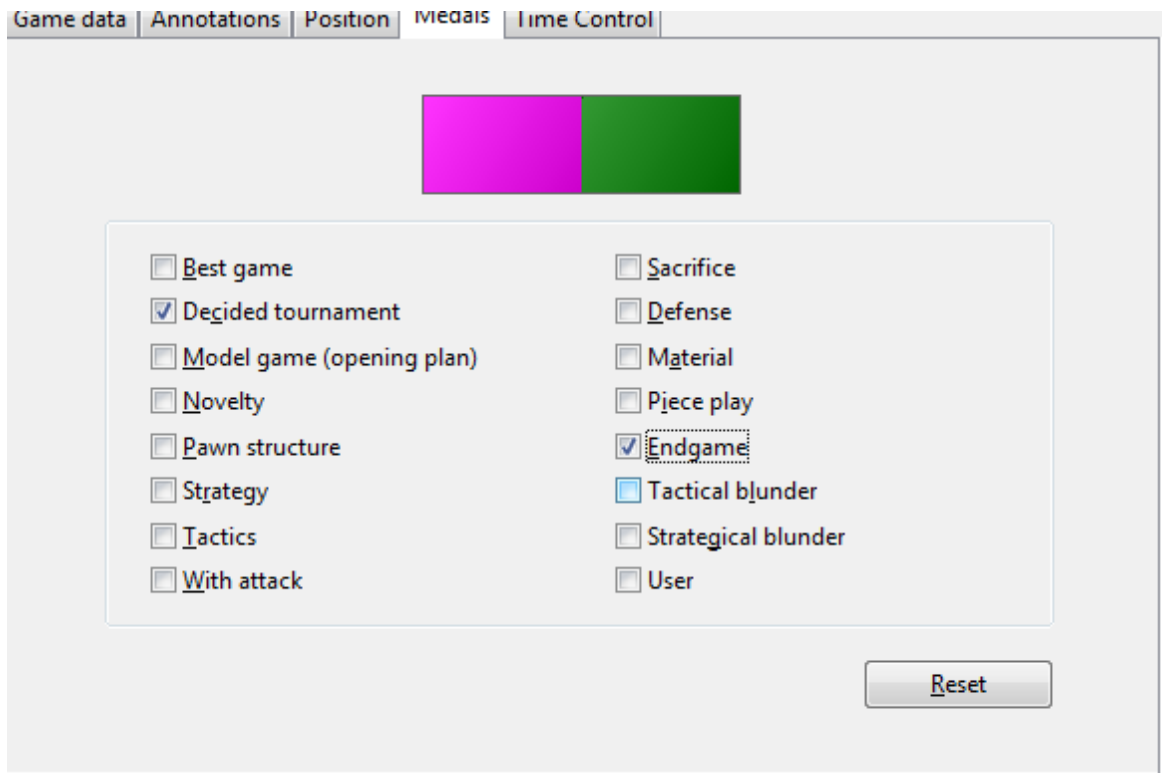 Game data Annotations Position Medals Time Control
Best game
Decided tournament
Model game (opening plan)
Novelty
Pawn structure
Strategy
Tactics
With attack
Sacrifice
Defense
Material
Piece play
Endgame
Tactical blunder
Strategical blunder
User
Reset